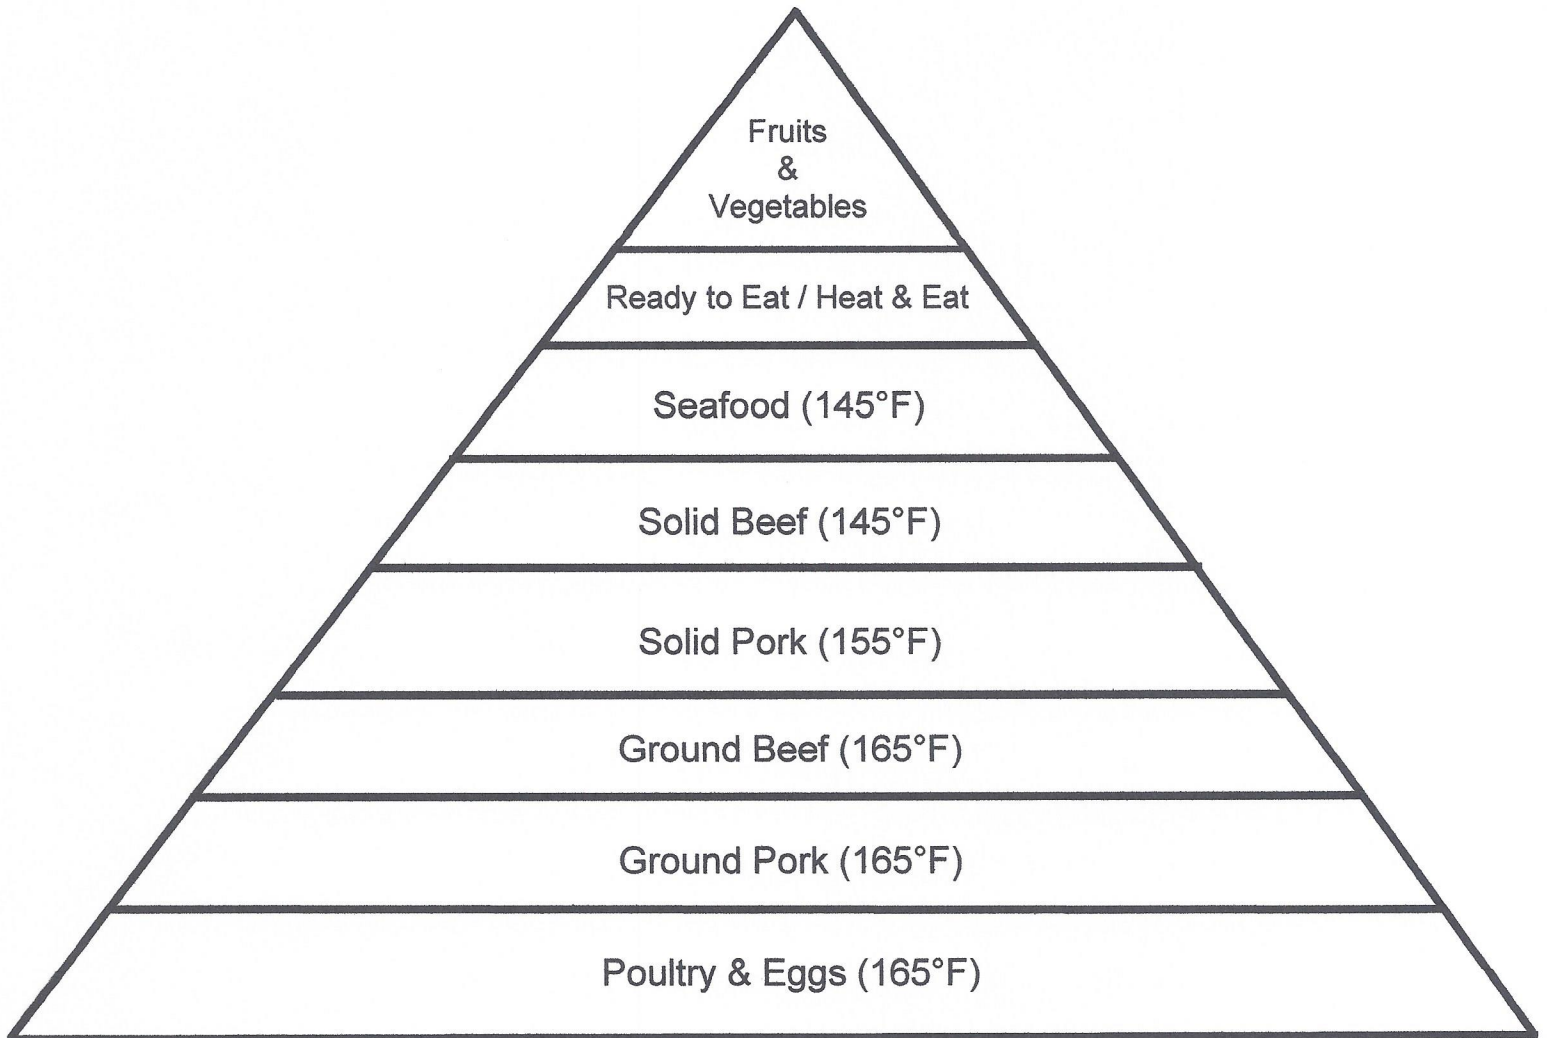 Fruits
&
Vegetables
Ready to Eat / Heat & Eat
Seafood (145°F)
Solid Beef (145°F)
Solid Pork (155°F)
Ground Beef (165°F)
Ground Pork (165°F)
Poultry & Eggs (165°F)